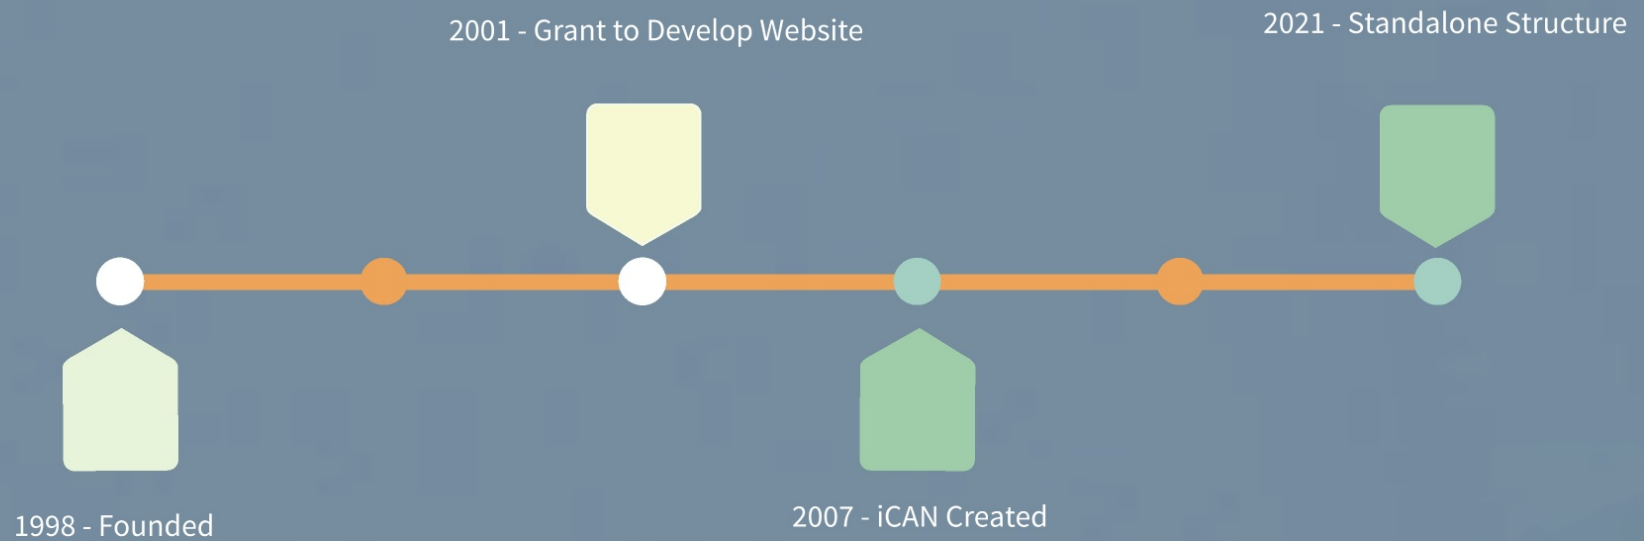 2001 - Grant to Develop Website
2021 - Standalone Structure
1998 - Founded
2007 - iCAN Created